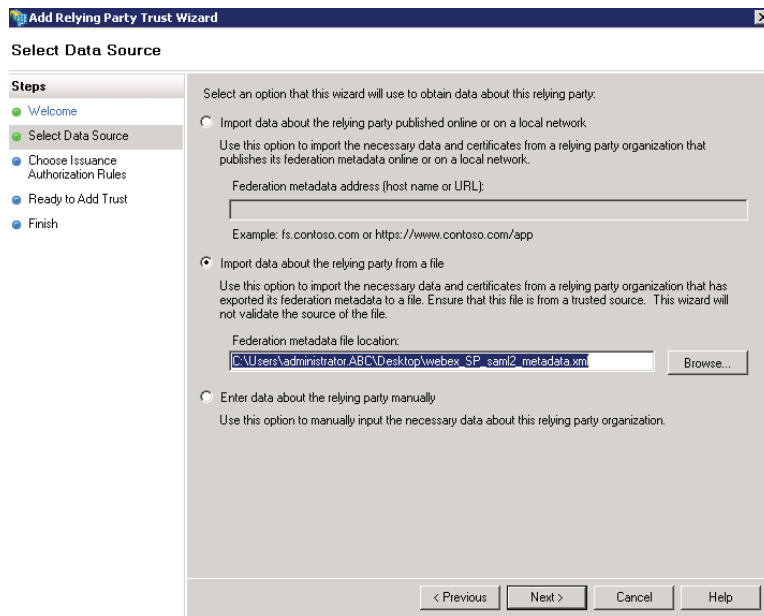 Add Relying Party Trust Wizard
Select Data Source
Steps
Welcome
Select Data Source
Choose Issuance
Authorization Rules
Ready to Add Trust
Finish
Select an option that this wizard will use to obtain data about this relying party:
Import data about the relying party published online or on a local network
Use this option to import the necessary data and certificates from a relying party organization that
publishes its federation metadata online or on a local network.
Federation metadata address (host name or URL):
Example: fs.contoso.com or https://www.contoso.com/app
Import data about the relying party from a file
Use this option to import the necessary data and certificates from a relying party organization that has
exported its federation metadata to a file. Ensure that this file is from a trusted source. This wizard will
not validate the source of the file.
Federation metadata file location:
C:\Users\administrator.ABC\Desktop\webex_SP_saml2_metadata.xml
Browse...
Enter data about the relying party manually
Use this option to manually input the necessary data about this relying party organization.
< Previous
Next >
Cancel
Help